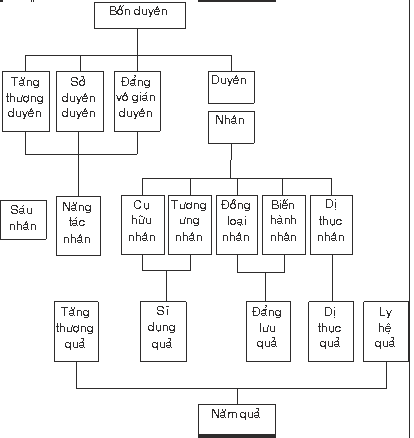 Bốn duyên
Tăng
thượng
duyên
Sở
duyên
duyên
Đẳng
vô gián
duyên
Duyên
Nhân
Sáu
nhân
Năng
tác
nhân
Cụ
hữu
nhân
Tương
ưng
nhân
Đồng
loại
nhân
Biến
hành
nhân
Dị
thục
nhân
Tăng
thượng
quả
Sĩ
dụng
quả
Đẳng
lưu
quả
Dị
thục
quả
Ly
hệ
quả
Năm quả